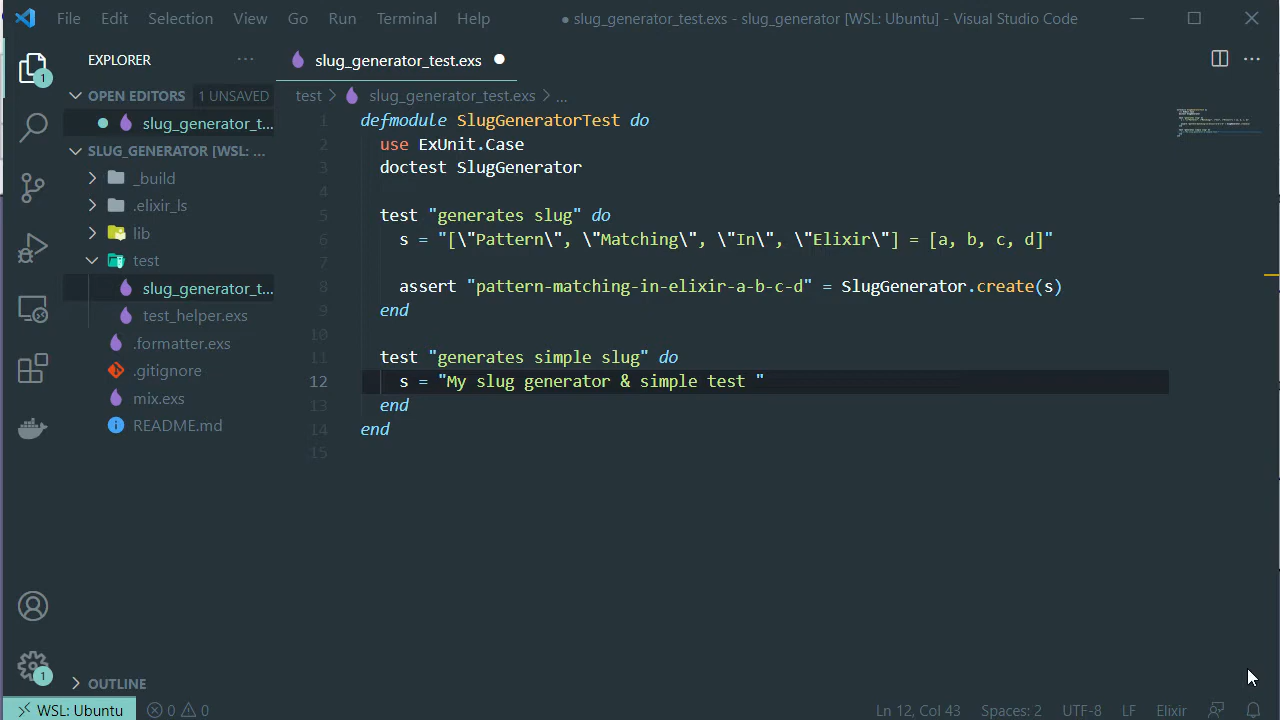 File Edit Selection View Go Run Terminal Help ● slug_generator_test.exs - slug_generator [WSL: Ubuntu] - Visual Studio Code
EXPLORER ···
slug_generator_test.exs ●
OPEN EDITORS 1 UNSAVED
● slug_generator_t...
SLUG_GENERATOR [WSL: ...
_build
.elixir_ls
lib
test
slug_generator_t...
test_helper.exs
.formatter.exs
.gitignore
mix.exs
README.md
OUTLINE
1
1
test > slug_generator_test.exs > ...
1 defmodule SlugGeneratorTest do
2   use ExUnit.Case
3   doctest SlugGenerator
4
5   test "generates slug" do
6     s = "[\"Pattern\", \"Matching\", \"In\", \"Elixir\"] = [a, b, c, d]"
7
8     assert "pattern-matching-in-elixir-a-b-c-d" = SlugGenerator.create(s)
9   end
10
11   test "generates simple slug" do
12     s = "My slug generator & simple test "
13   end
14 end
15
WSL: Ubuntu 0 0 Ln 12, Col 43 Spaces: 2 UTF-8 LF Elixir